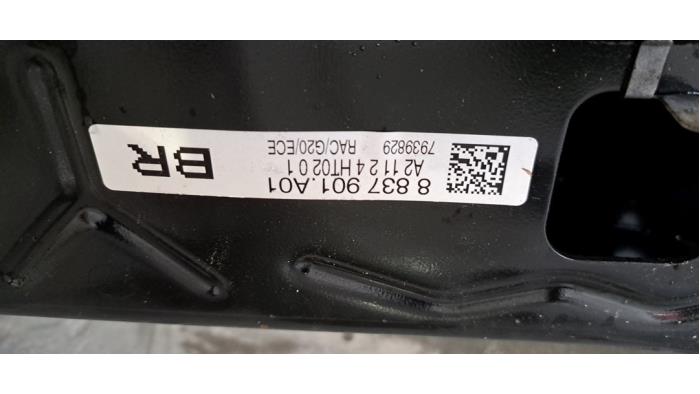 8 837 901.A01
A2 11 2 4 HT02 0 1
7939829 RAC/G20/ECE
BR